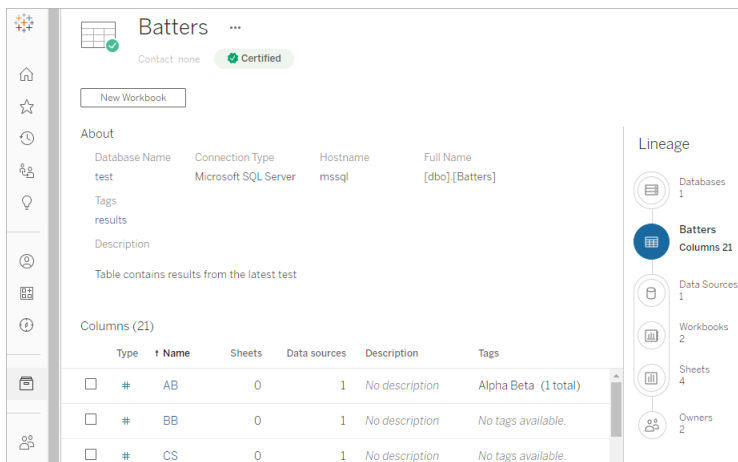 Batters ...
Contact none Certified
New Workbook
About
Database Name Connection Type Hostname Full Name
test Microsoft SQL Server mssql [dbo].[Batters]
Tags
results
Description
Table contains results from the latest test
Columns (21)
Type ↑ Name Sheets Data sources Description Tags
# AB 0 1 No description Alpha Beta (1 total)
# BB 0 1 No description No tags available.
# CS 0 1 No description No tags available.
Lineage
Databases
1
Batters
Columns 21
Data Sources
1
Workbooks
2
Sheets
4
Owners
2